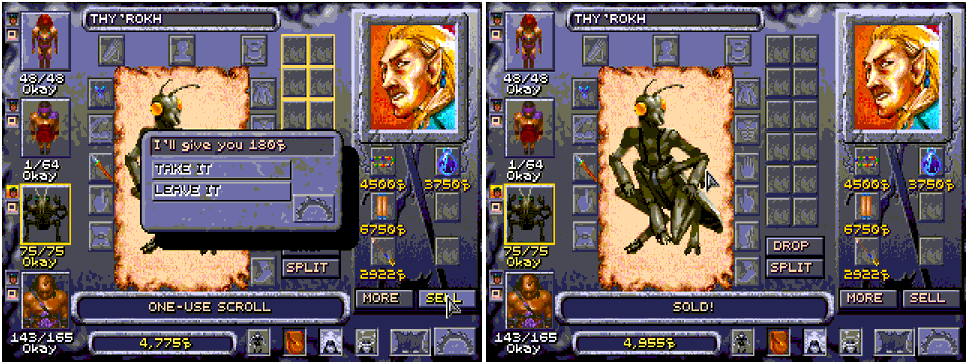 THY 'ROKH
48/48
Okay
1/64
Okay
75/75
Okay
143/165
Okay
I'll give you 180$
TAKE IT
LEAVE IT
SPLIT
ONE-USE SCROLL
4,775$
4500$ 3750$
6750$
2922$
MORE SELL
THY 'ROKH
48/48
Okay
1/64
Okay
75/75
Okay
143/165
Okay
DROP
SPLIT
SOLD!
4,955$
4500$ 3750$
6750$
2922$
MORE SELL